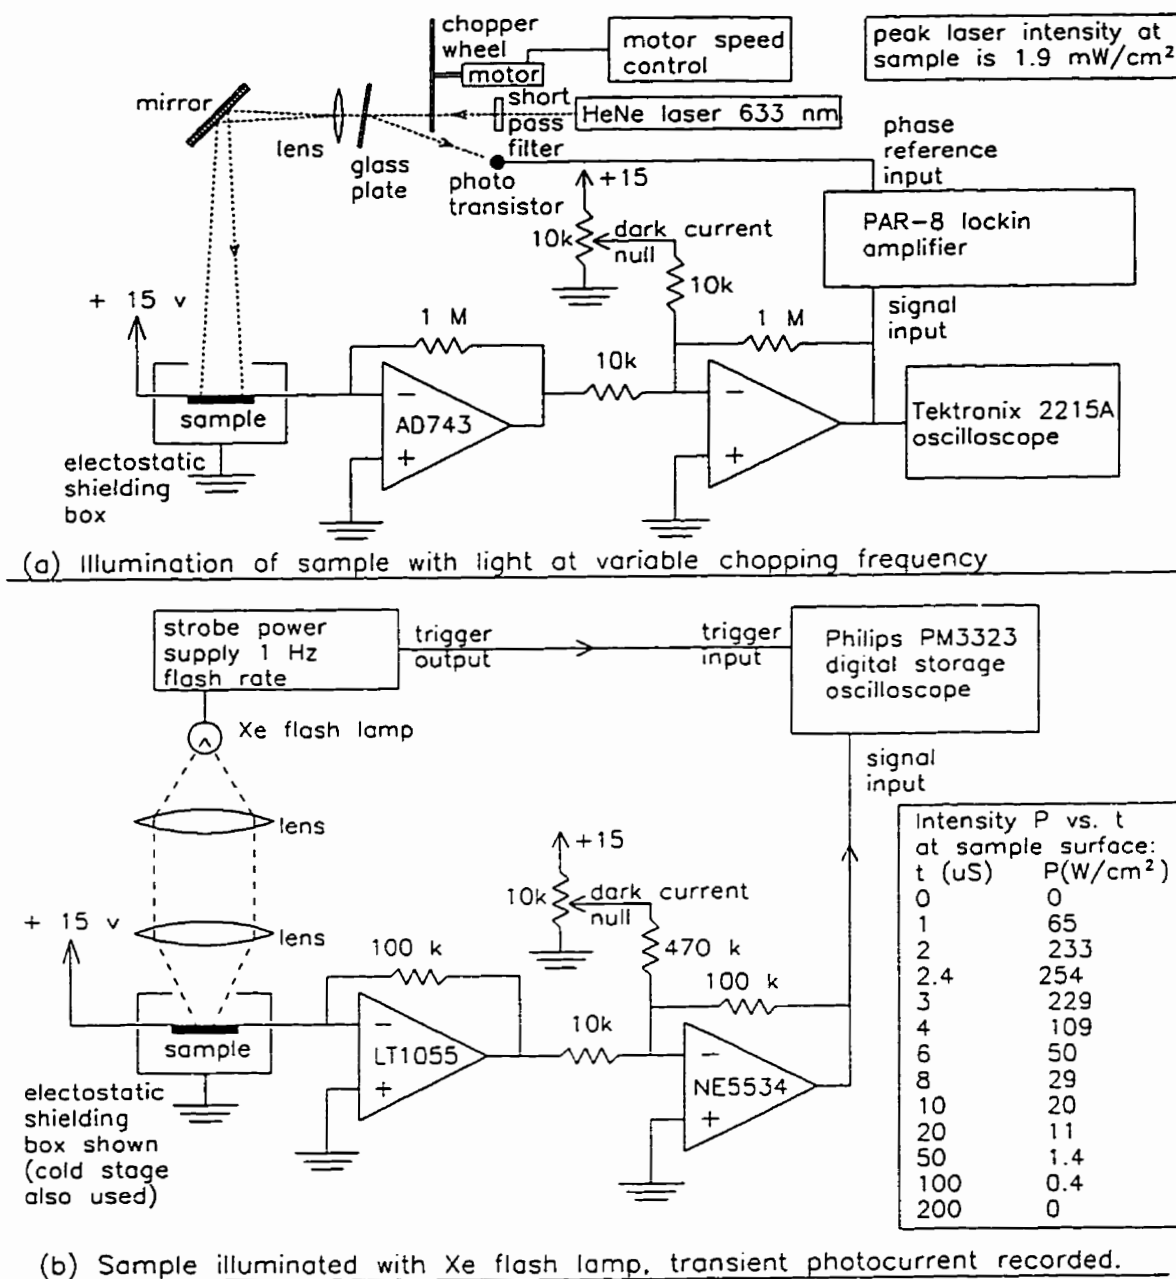 chopper
wheel
motor
motor speed
control
peak laser intensity at
sample is 1.9 mW/cm²
mirror
lens
glass
plate
short
pass
filter
HeNe laser 633 nm
photo
transistor
phase
reference
input
+15
10k
dark current
null
10k
PAR-8 lockin
amplifier
signal
input
+ 15 v
1 M
10k
1 M
sample
AD743
−
+
−
+
Tektronix 2215A
oscilloscope
electostatic
shielding
box
(a) Illumination of sample with light at variable chopping frequency
strobe power
supply 1 Hz
flash rate
trigger
output
trigger
input
Philips PM3323
digital storage
oscilloscope
Xe flash lamp
signal
input
lens
lens
+15
10k
dark current
null
470 k
+ 15 v
100 k
100 k
10k
sample
LT1055
−
+
NE5534
−
+
electostatic
shielding
box shown
(cold stage
also used)
Intensity P vs. t
at sample surface:
t (uS) P(W/cm²)
0 0
1 65
2 233
2.4 254
3 229
4 109
6 50
8 29
10 20
20 11
50 1.4
100 0.4
200 0
(b) Sample illuminated with Xe flash lamp, transient photocurrent recorded.